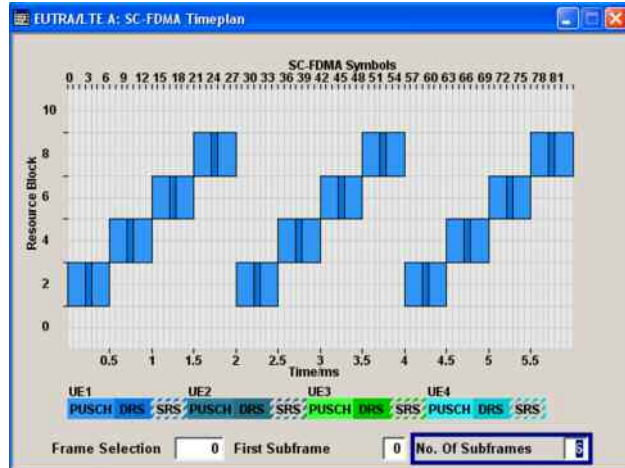 EUTRA/LTE A: SC-FDMA Timeplan
SC-FDMA Symbols
0 3 6 9 12 15 18 21 24 27 30 33 36 39 42 45 48 51 54 57 60 63 66 69 72 75 78 81
10
8
6
4
2
0
Resource Block
0.5 1 1.5 2 2.5 3 3.5 4 4.5 5 5.5
Time/ms
UE1 UE2 UE3 UE4
PUSCH DRS SRS PUSCH DRS SRS PUSCH DRS SRS PUSCH DRS SRS
Frame Selection 0 First Subframe 0 No. Of Subframes 6